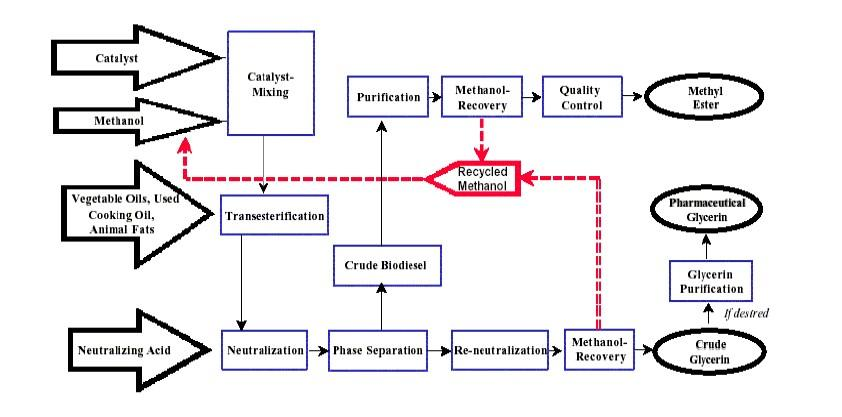 Catalyst
Catalyst-
Mixing
Methanol
Purification
Methanol-
Recovery
Quality
Control
Methyl
Ester
Vegetable Oils, Used
Cooking Oil,
Animal Fats
Transesterification
Recycled
Methanol
Pharmaceutical
Glycerin
Crude Biodiesel
Glycerin
Purification
If desired
Neutralizing Acid
Neutralization
Phase Separation
Re-neutralization
Methanol-
Recovery
Crude
Glycerin